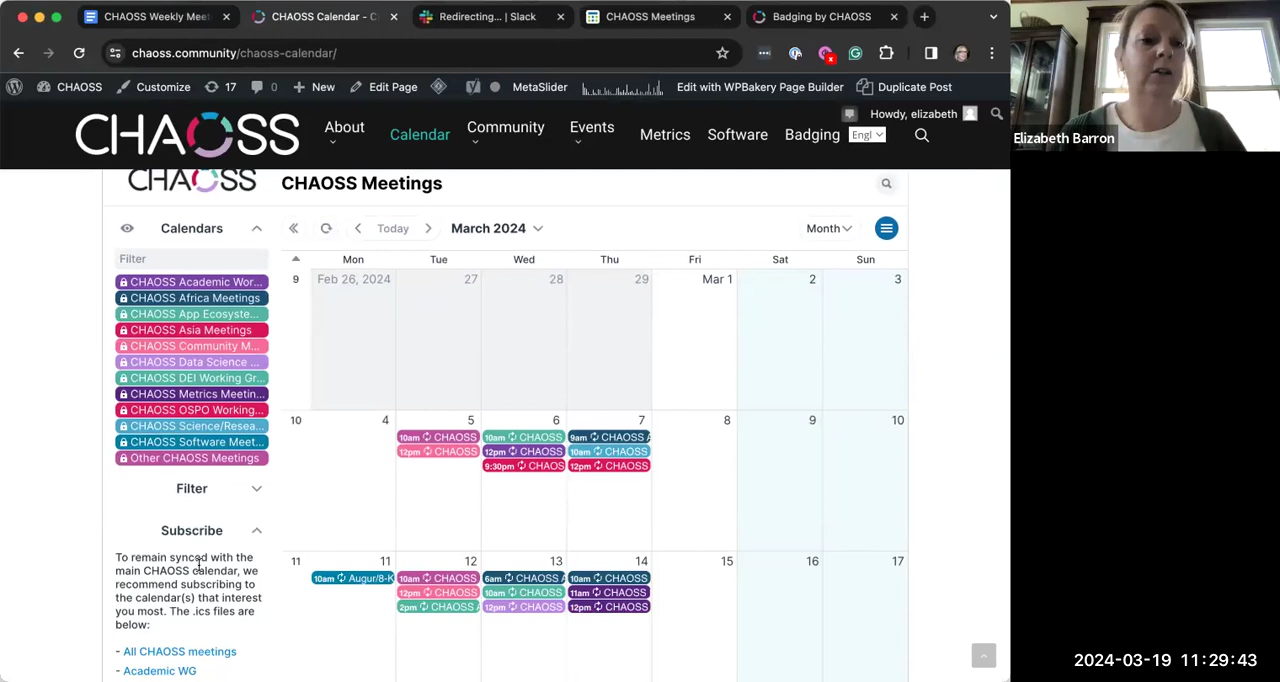 CHAOSS Weekly Meet
CHAOSS Calendar - C
Redirecting... | Slack
CHAOSS Meetings
Badging by CHAOSS
chaoss.community/chaoss-calendar/
CHAOSS
Customize
17
0
New
Edit Page
MetaSlider
Edit with WPBakery Page Builder
Duplicate Post
Howdy, elizabeth
CHAOSS
About
Calendar
Community
Events
Metrics
Software
Badging
Engl
Elizabeth Barron
CHAOSS
CHAOSS Meetings
Calendars
Today
March 2024
Month
Filter
CHAOSS Academic Wor...
CHAOSS Africa Meetings
CHAOSS App Ecosyste...
CHAOSS Asia Meetings
CHAOSS Community M...
CHAOSS Data Science ...
CHAOSS DEI Working Gr...
CHAOSS Metrics Meetin...
CHAOSS OSPO Working...
CHAOSS Science/Resea...
CHAOSS Software Meet...
Other CHAOSS Meetings
Filter
Subscribe
To remain synced with the
main CHAOSS calendar, we
recommend subscribing to
the calendar(s) that interest
you most. The .ics files are
below:
- All CHAOSS meetings
- Academic WG
Mon Tue Wed Thu Fri Sat Sun
9 Feb 26, 2024 27 28 29 Mar 1 2 3
10 4 5 6 7 8 9 10
10am CHAOSS 10am CHAOSS 9am CHAOSS A
12pm CHAOSS 12pm CHAOSS 10am CHAOSS
9:30pm CHAOS 12pm CHAOSS
11 11 12 13 14 15 16 17
10am Augur/8-K 10am CHAOSS 6am CHAOSS A 10am CHAOSS
12pm CHAOSS 10am CHAOSS 11am CHAOSS
2pm CHAOSS A 12pm CHAOSS 12pm CHAOSS
2024-03-19 11:29:43